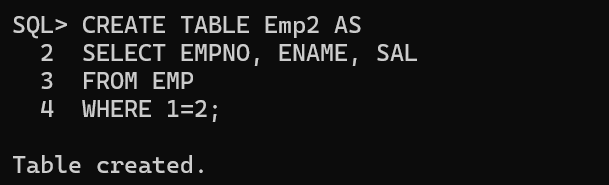 SQL> CREATE TABLE Emp2 AS
  2  SELECT EMPNO, ENAME, SAL
  3  FROM EMP
  4  WHERE 1=2;
Table created.